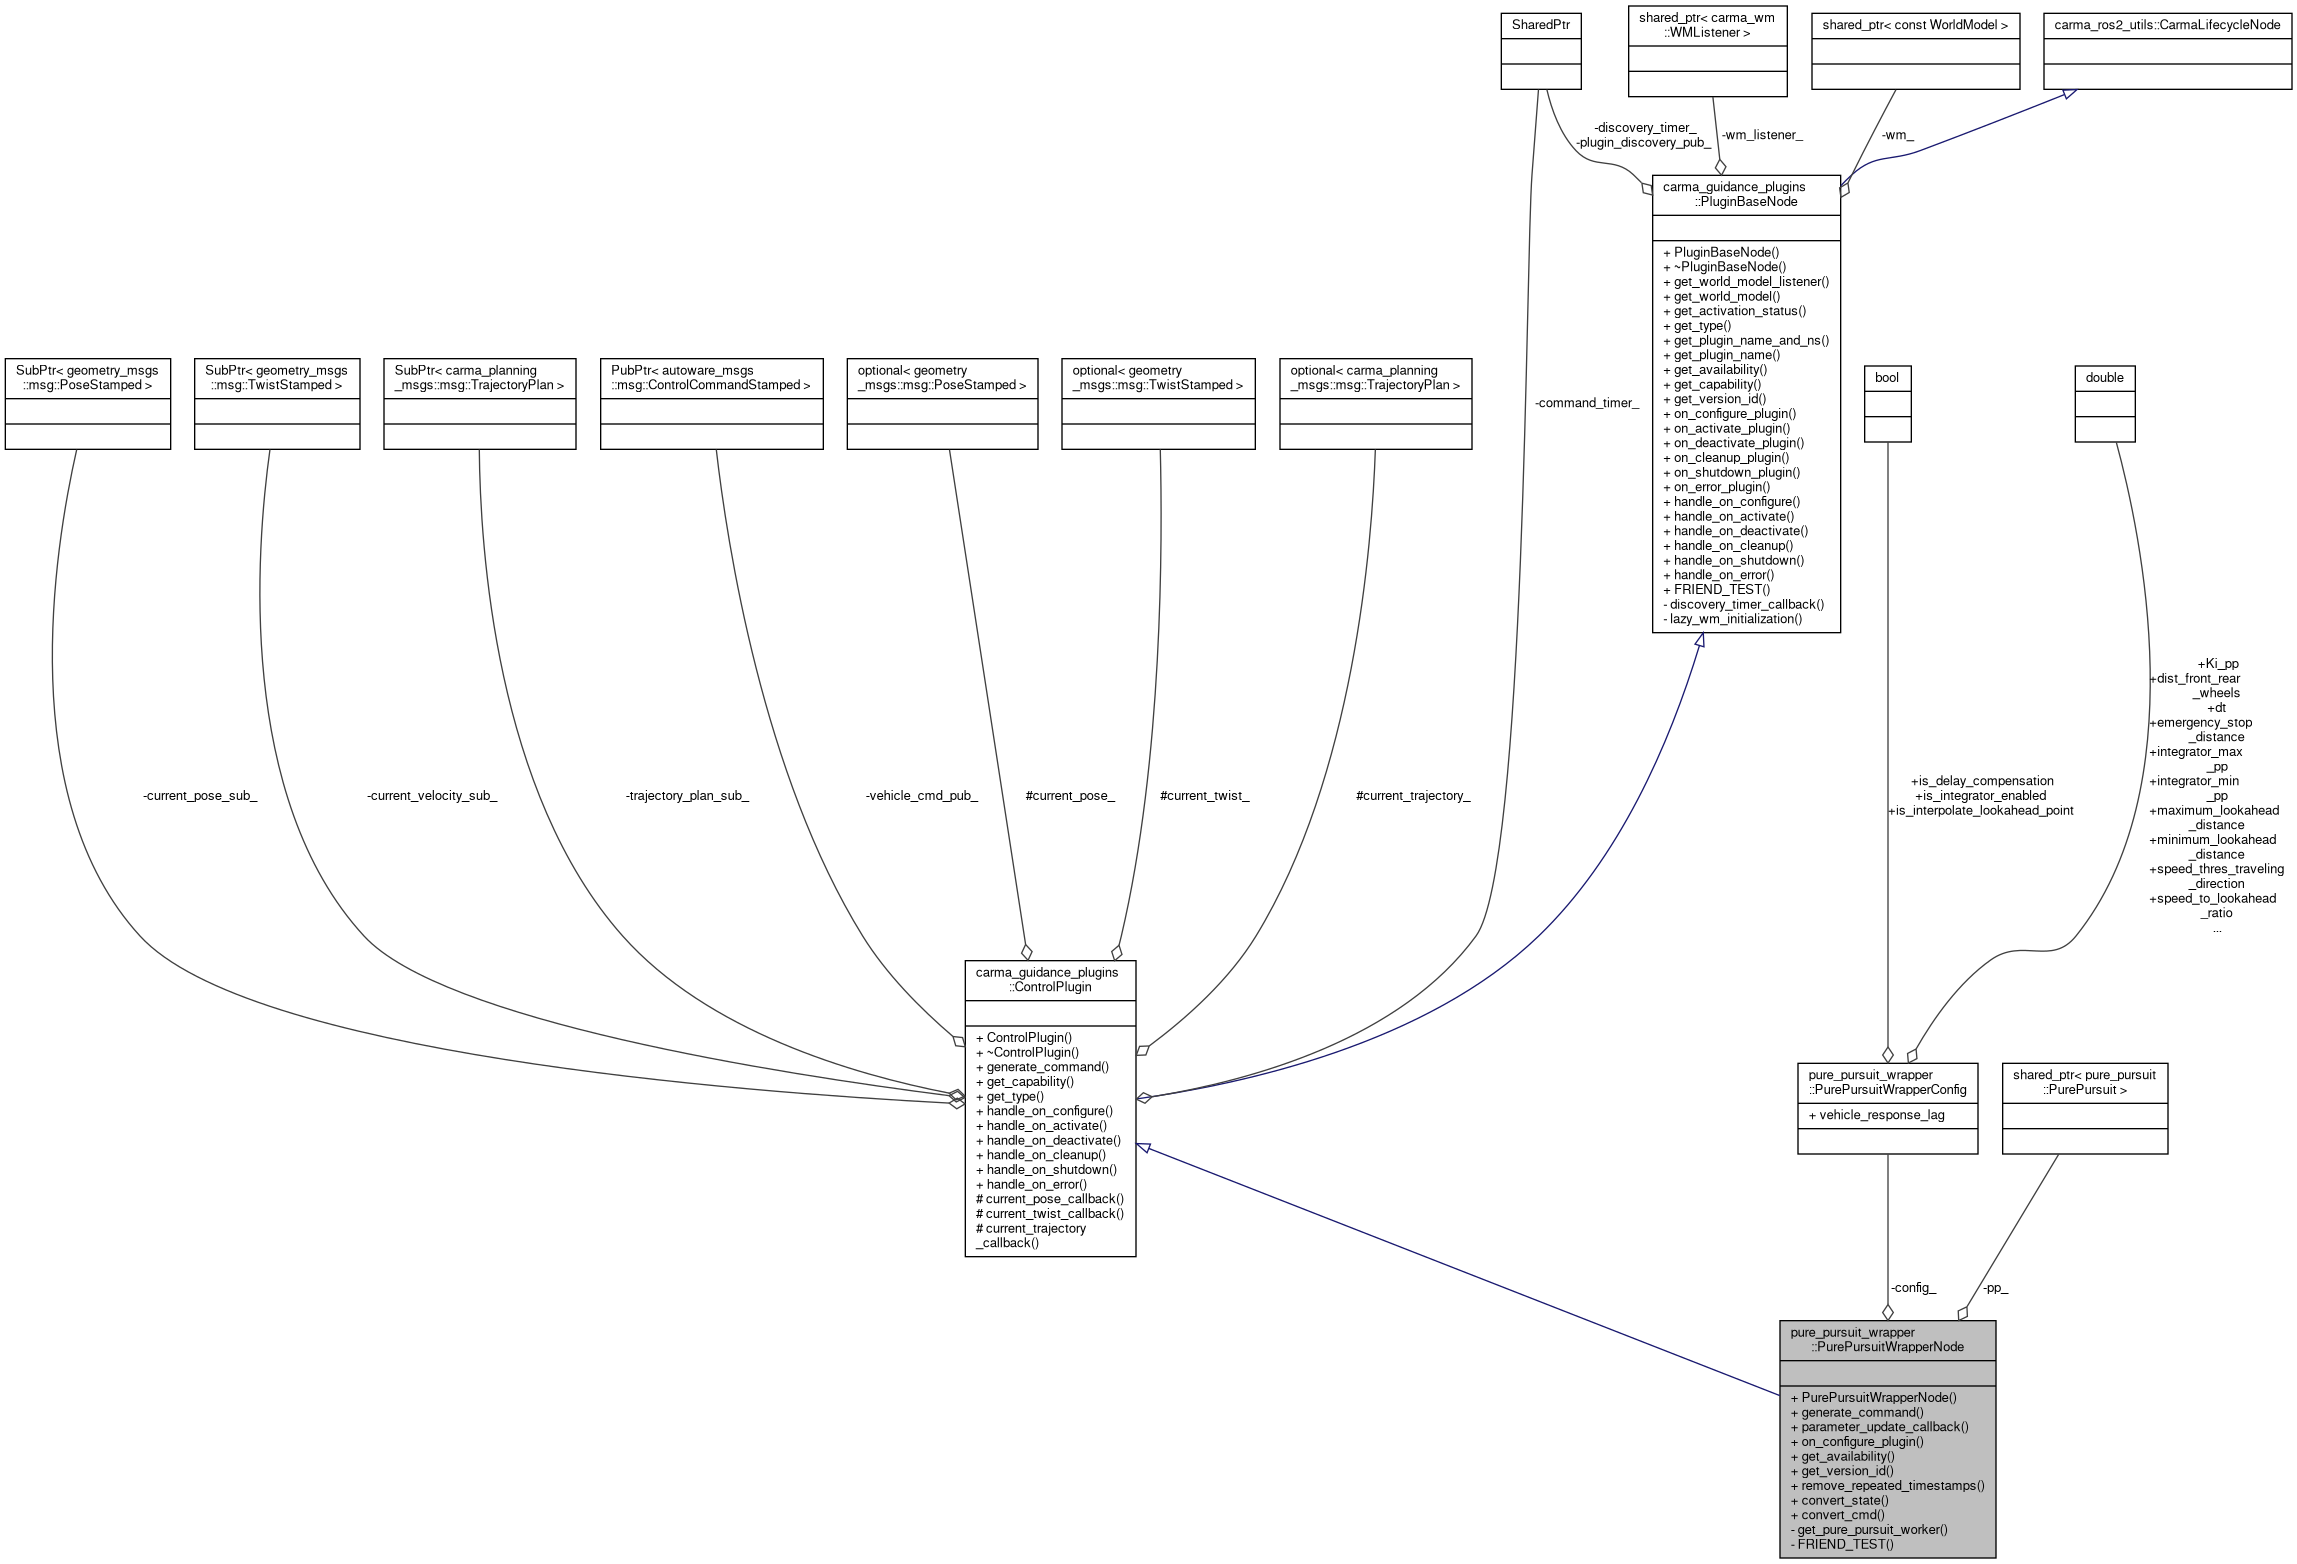 SharedPtr
shared_ptr< carma_wm
::WMListener >
shared_ptr< const WorldModel >
carma_ros2_utils::CarmaLifecycleNode
-discovery_timer_
-plugin_discovery_pub_
-wm_listener_
-wm_
carma_guidance_plugins
::PluginBaseNode
+ PluginBaseNode()
+ ~PluginBaseNode()
+ get_world_model_listener()
+ get_world_model()
+ get_activation_status()
+ get_type()
+ get_plugin_name_and_ns()
+ get_plugin_name()
+ get_availability()
+ get_capability()
+ get_version_id()
+ on_configure_plugin()
+ on_activate_plugin()
+ on_deactivate_plugin()
+ on_cleanup_plugin()
+ on_shutdown_plugin()
+ on_error_plugin()
+ handle_on_configure()
+ handle_on_activate()
+ handle_on_deactivate()
+ handle_on_cleanup()
+ handle_on_shutdown()
+ handle_on_error()
+ FRIEND_TEST()
- discovery_timer_callback()
- lazy_wm_initialization()
SubPtr< geometry_msgs
::msg::PoseStamped >
SubPtr< geometry_msgs
::msg::TwistStamped >
SubPtr< carma_planning
_msgs::msg::TrajectoryPlan >
PubPtr< autoware_msgs
::msg::ControlCommandStamped >
optional< geometry
_msgs::msg::PoseStamped >
optional< geometry
_msgs::msg::TwistStamped >
optional< carma_planning
_msgs::msg::TrajectoryPlan >
-command_timer_
bool
double
-current_pose_sub_
-current_velocity_sub_
-trajectory_plan_sub_
-vehicle_cmd_pub_
#current_pose_
#current_twist_
#current_trajectory_
+is_delay_compensation
+is_integrator_enabled
+is_interpolate_lookahead_point
+Ki_pp
+dist_front_rear
_wheels
+dt
+emergency_stop
_distance
+integrator_max
_pp
+integrator_min
_pp
+maximum_lookahead
_distance
+minimum_lookahead
_distance
+speed_thres_traveling
_direction
+speed_to_lookahead
_ratio
...
carma_guidance_plugins
::ControlPlugin
+ ControlPlugin()
+ ~ControlPlugin()
+ generate_command()
+ get_capability()
+ get_type()
+ handle_on_configure()
+ handle_on_activate()
+ handle_on_deactivate()
+ handle_on_cleanup()
+ handle_on_shutdown()
+ handle_on_error()
# current_pose_callback()
# current_twist_callback()
# current_trajectory
_callback()
pure_pursuit_wrapper
::PurePursuitWrapperConfig
+ vehicle_response_lag
shared_ptr< pure_pursuit
::PurePursuit >
-config_
-pp_
pure_pursuit_wrapper
::PurePursuitWrapperNode
+ PurePursuitWrapperNode()
+ generate_command()
+ parameter_update_callback()
+ on_configure_plugin()
+ get_availability()
+ get_version_id()
+ remove_repeated_timestamps()
+ convert_state()
+ convert_cmd()
- get_pure_pursuit_worker()
- FRIEND_TEST()